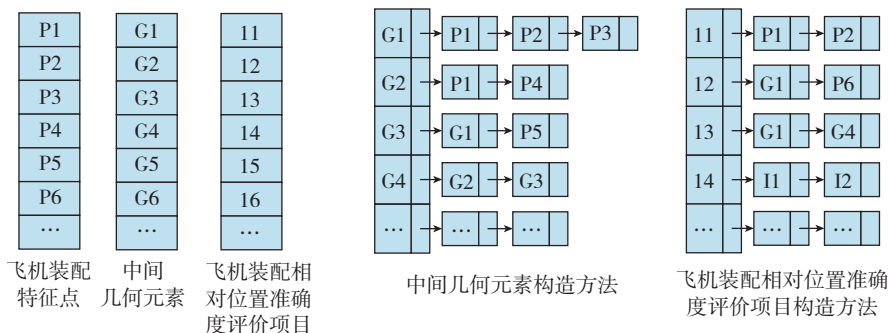 P1
P2
P3
P4
P5
P6
…
飞机装配
特征点
G1
G2
G3
G4
G5
G6
…
中间
几何元素
11
12
13
14
15
16
…
飞机装配相
对位置准确
度评价项目
G1 P1 P2 P3
G2 P1 P4
G3 G1 P5
G4 G2 G3
… … …
中间几何元素构造方法
11 P1 P2
12 G1 P6
13 G1 G4
14 I1 I2
… … …
飞机装配相对位置准确
度评价项目构造方法